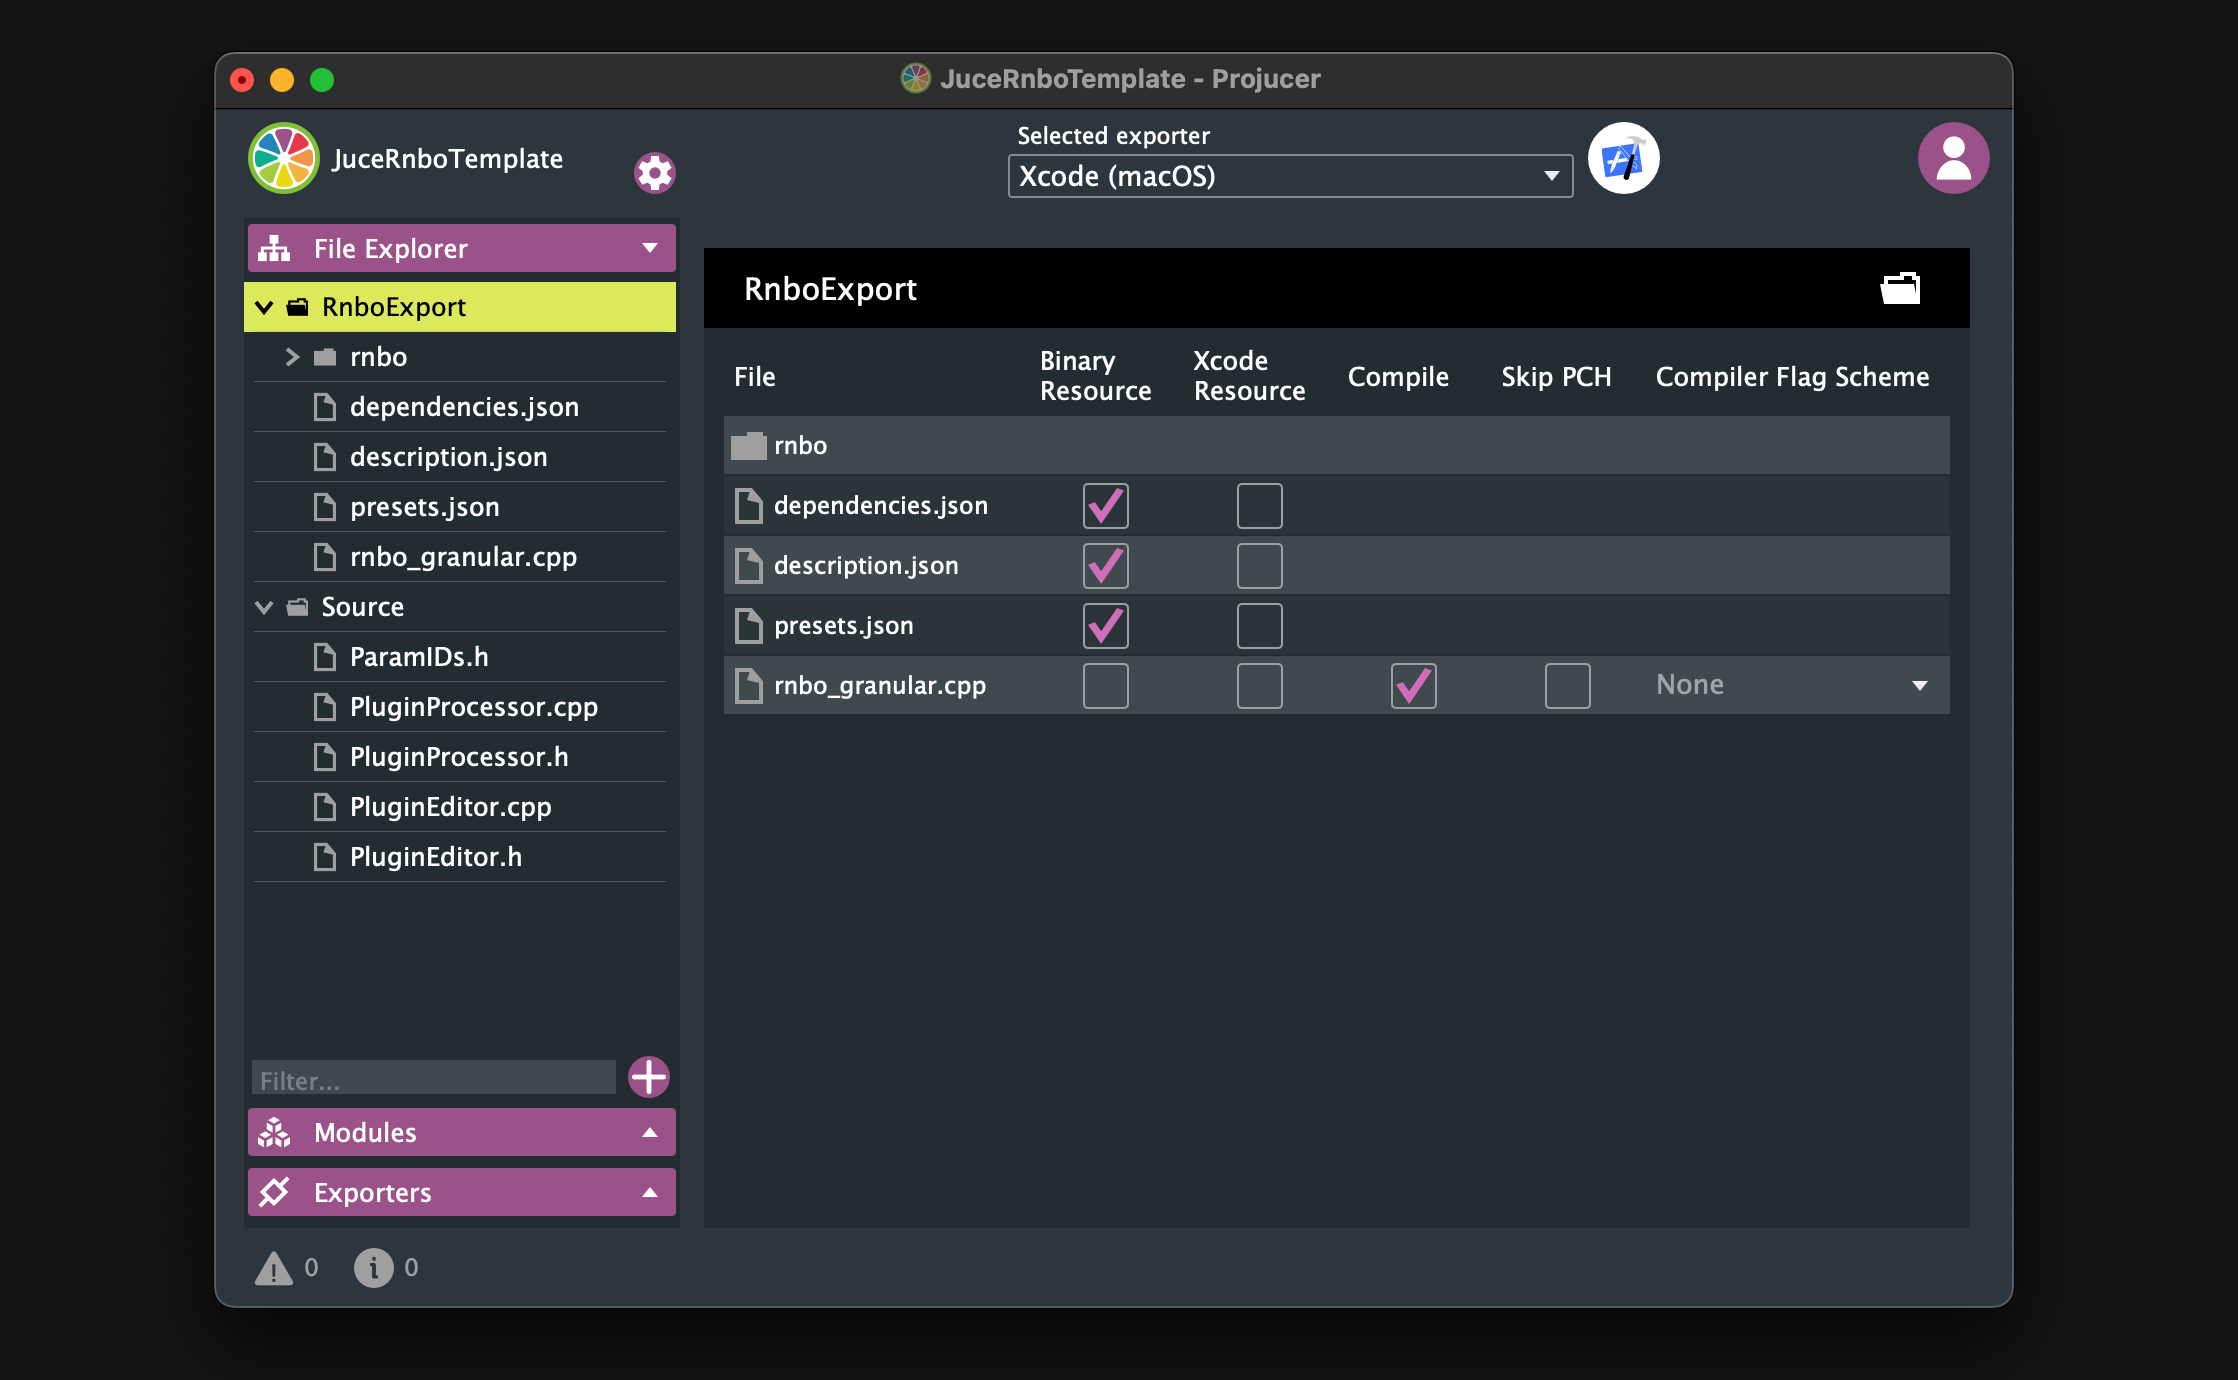 JuceRnboTemplate - Projucer
JuceRnboTemplate
Selected exporter
Xcode (macOS)
File Explorer
RnboExport
rnbo
dependencies.json
description.json
presets.json
rnbo_granular.cpp
Source
ParamIDs.h
PluginProcessor.cpp
PluginProcessor.h
PluginEditor.cpp
PluginEditor.h
Filter...
Modules
Exporters
0
0
RnboExport
File
Binary Resource
Xcode Resource
Compile
Skip PCH
Compiler Flag Scheme
rnbo
dependencies.json
description.json
presets.json
rnbo_granular.cpp
None